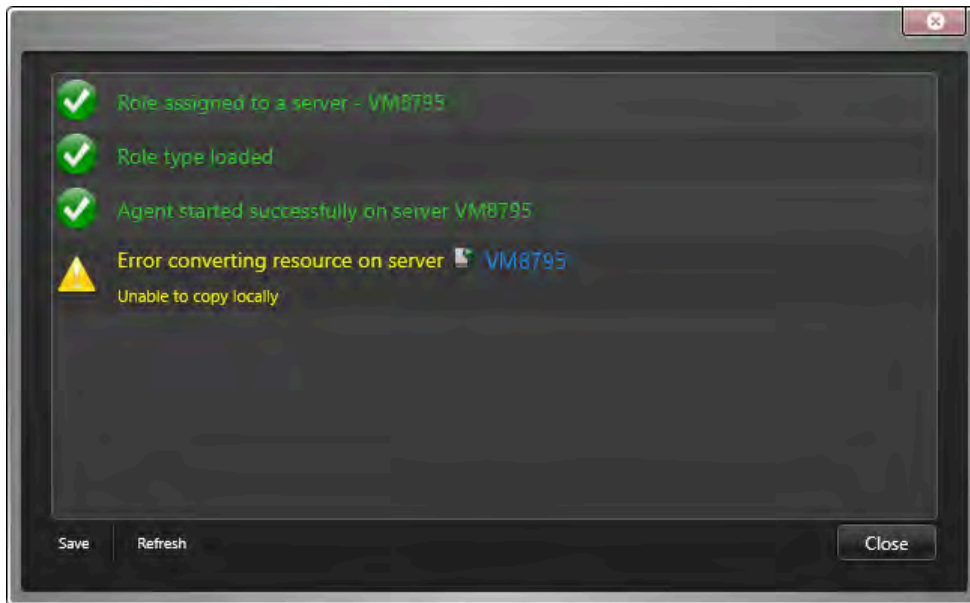 Role assigned to a server - VM8795
Role type loaded
Agent started successfully on server VM8795
Error converting resource on server VM8795
Unable to copy locally
Save Refresh Close